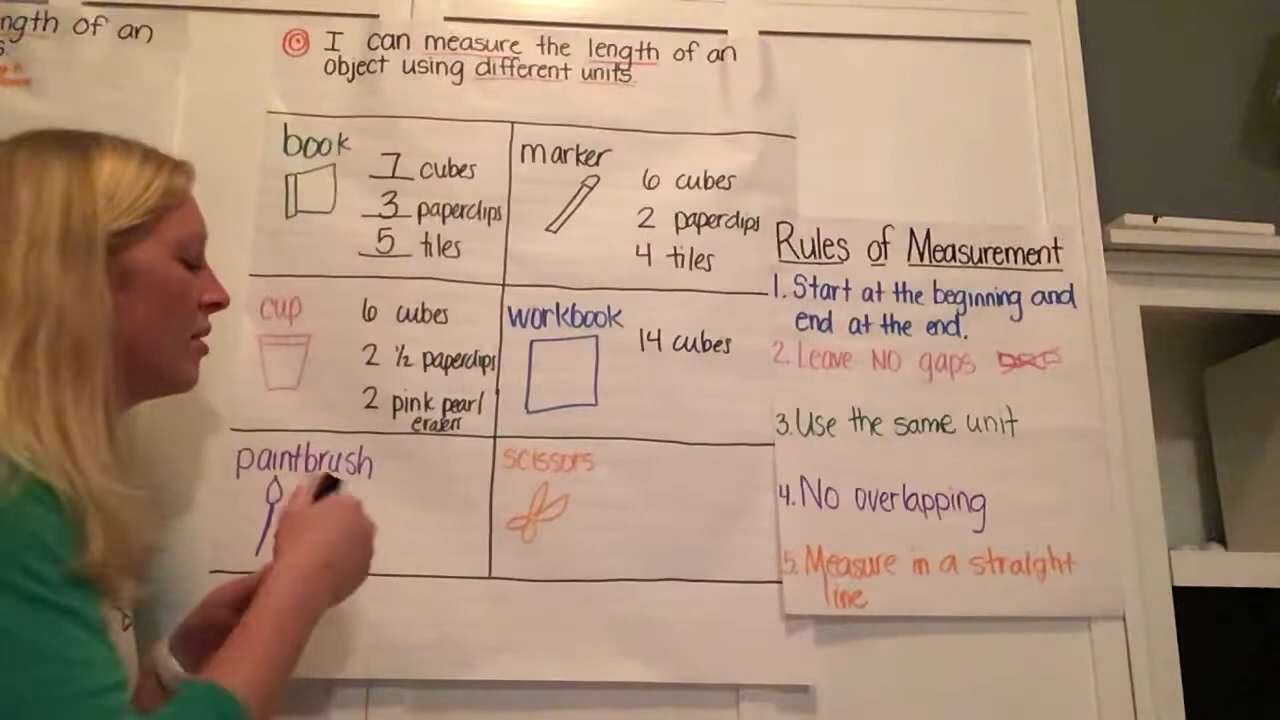 ngth of an
I can measure the length of an
object using different units
book
7 cubes
3 paperclips
5 tiles
marker
6 cubes
2 paperclips
4 tiles
cup
6 cubes
2 ½ paperclips
2 pink pearl
erasers
workbook
14 cubes
paintbrush
scissors
Rules of Measurement
1. Start at the beginning and
end at the end.
2. Leave NO gaps
3. Use the same unit
4. No overlapping
5. Measure in a straight
line